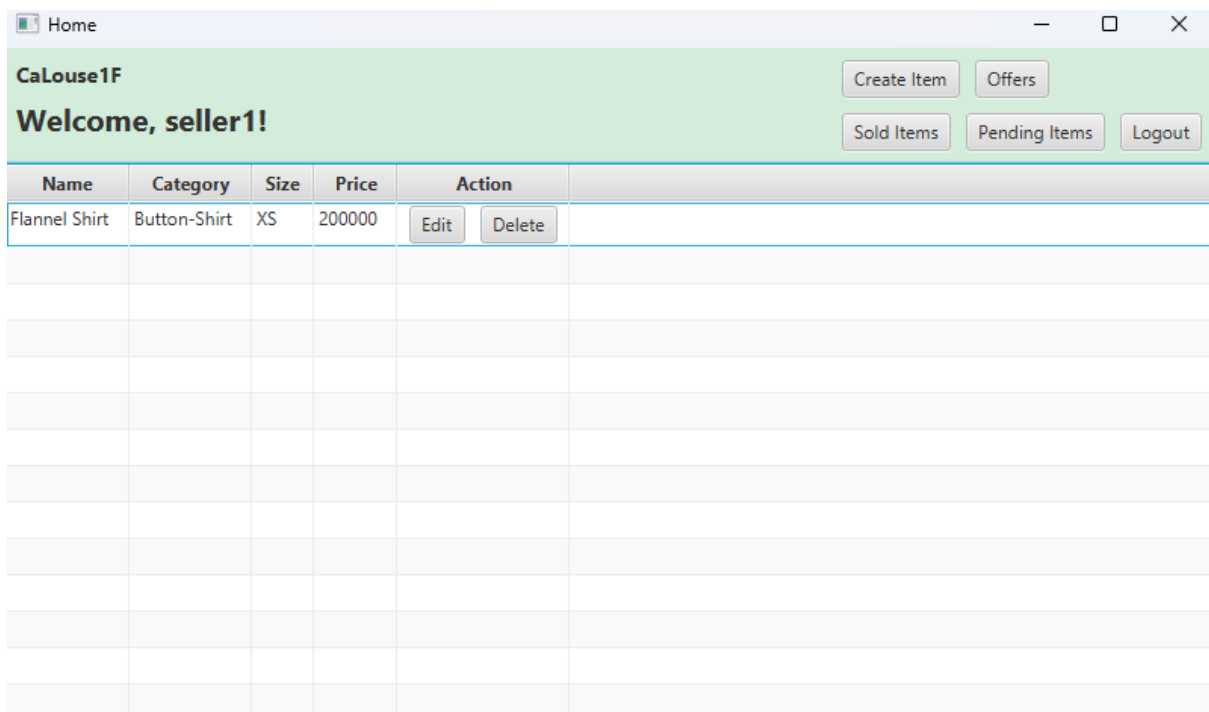 Home
CaLouse1F
Create Item Offers
Welcome, seller1!
Sold Items Pending Items Logout
Name Category Size Price Action
Flannel Shirt Button-Shirt XS 200000 Edit Delete